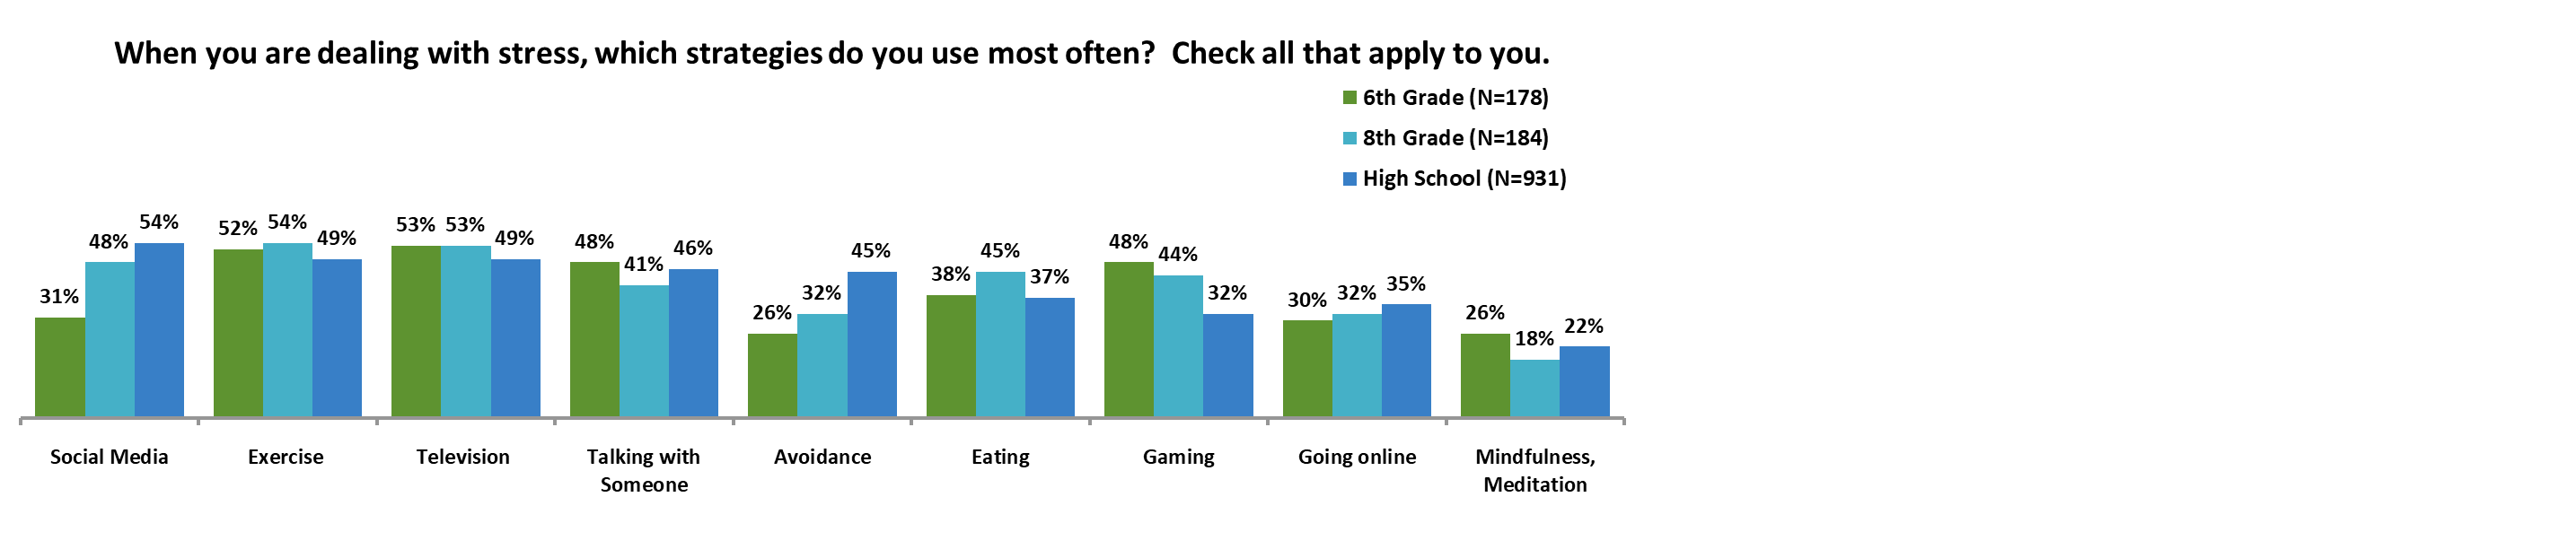 When you are dealing with stress, which strategies do you use most often?  Check all that apply to you.
6th Grade (N=178)
8th Grade (N=184)
High School (N=931)
31%
48%
54%
52%
54%
49%
53%
53%
49%
48%
41%
46%
26%
32%
45%
38%
45%
37%
48%
44%
32%
30%
32%
35%
26%
18%
22%
Social Media
Exercise
Television
Talking with
Someone
Avoidance
Eating
Gaming
Going online
Mindfulness,
Meditation